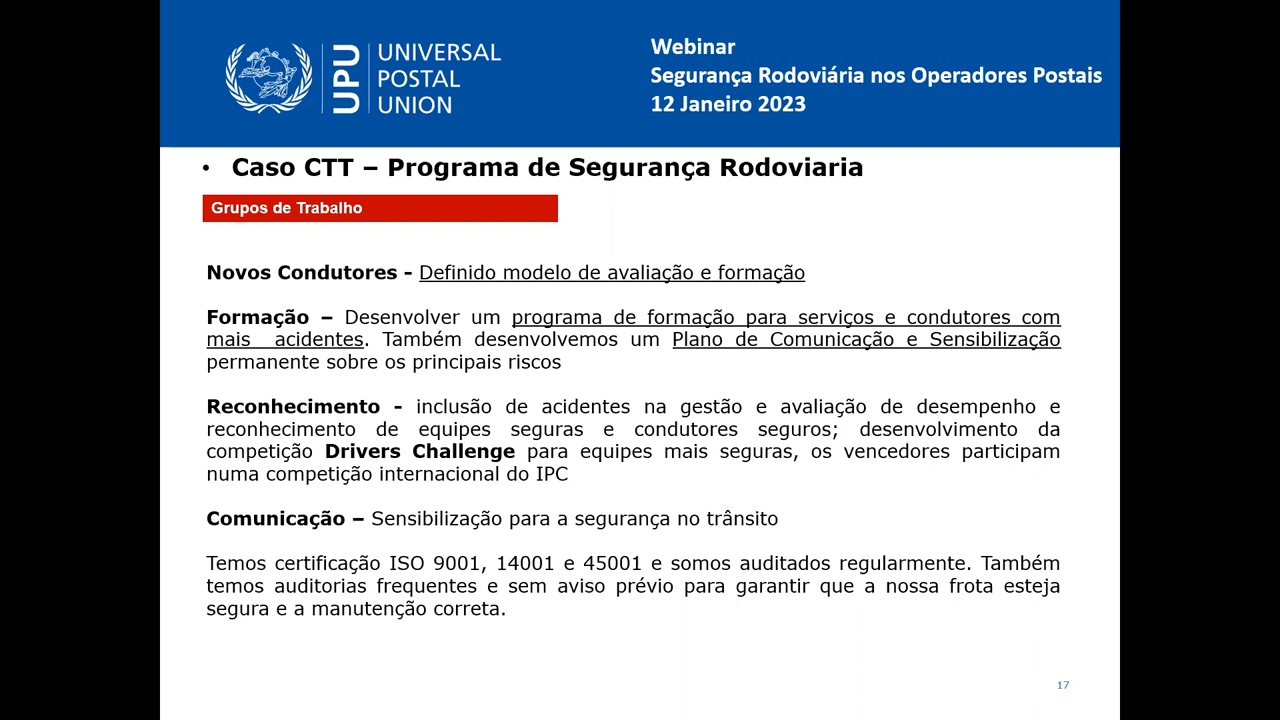 UPU
UNIVERSAL
POSTAL
UNION
Webinar
Segurança Rodoviária nos Operadores Postais
12 Janeiro 2023
• Caso CTT – Programa de Segurança Rodoviaria
Grupos de Trabalho
Novos Condutores - Definido modelo de avaliação e formação
Formação – Desenvolver um programa de formação para serviços e condutores com
mais acidentes. Também desenvolvemos um Plano de Comunicação e Sensibilização
permanente sobre os principais riscos
Reconhecimento - inclusão de acidentes na gestão e avaliação de desempenho e
reconhecimento de equipes seguras e condutores seguros; desenvolvimento da
competição Drivers Challenge para equipes mais seguras, os vencedores participam
numa competição internacional do IPC
Comunicação – Sensibilização para a segurança no trânsito
Temos certificação ISO 9001, 14001 e 45001 e somos auditados regularmente. Também
temos auditorias frequentes e sem aviso prévio para garantir que a nossa frota esteja
segura e a manutenção correta.
17